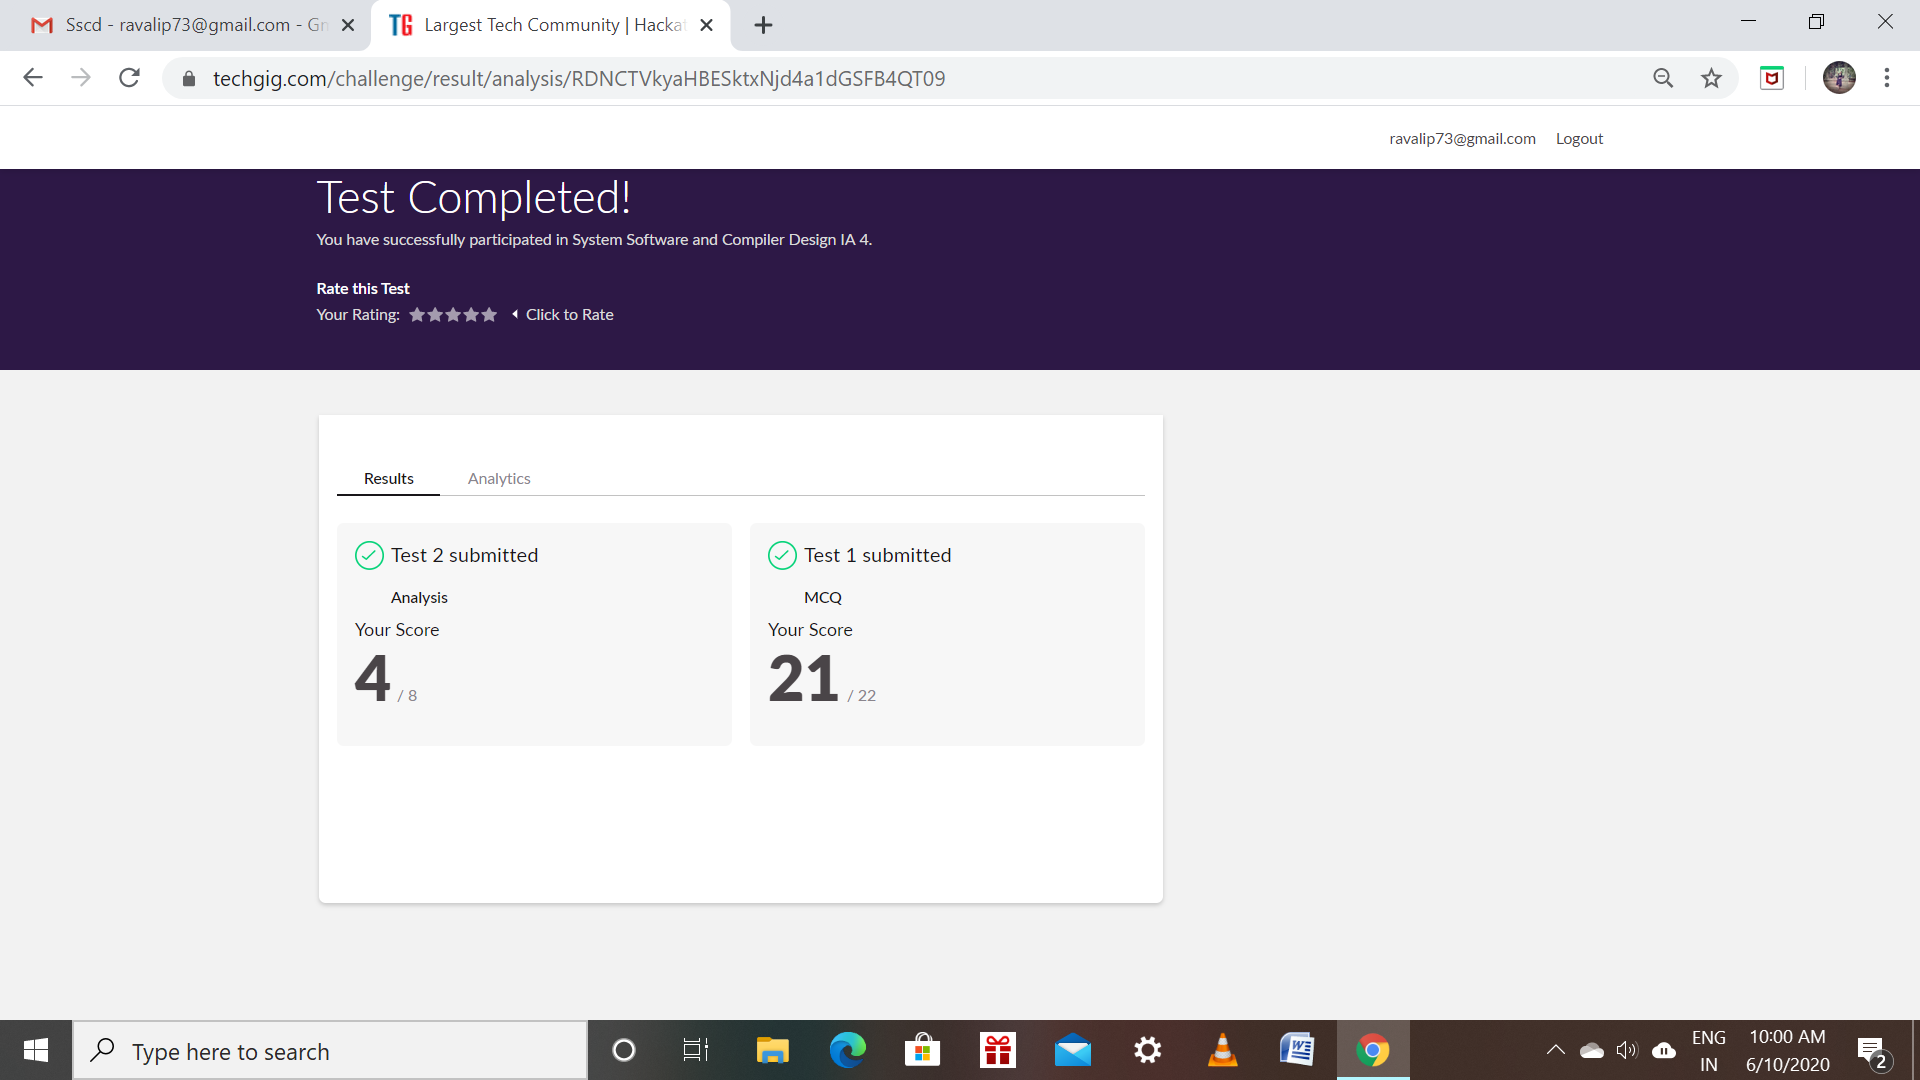 Sscd - ravalip73@gmail.com - Gm
TG Largest Tech Community | Hackat
techgig.com/challenge/result/analysis/RDNCTVkyaHBESktxNjd4a1dGSFB4QT09
ravalip73@gmail.com Logout
Test Completed!
You have successfully participated in System Software and Compiler Design IA 4.
Rate this Test
Your Rating: Click to Rate
Results Analytics
Test 2 submitted
Analysis
Your Score
4 / 8
Test 1 submitted
MCQ
Your Score
21 / 22
Type here to search
ENG
IN
10:00 AM
6/10/2020
2